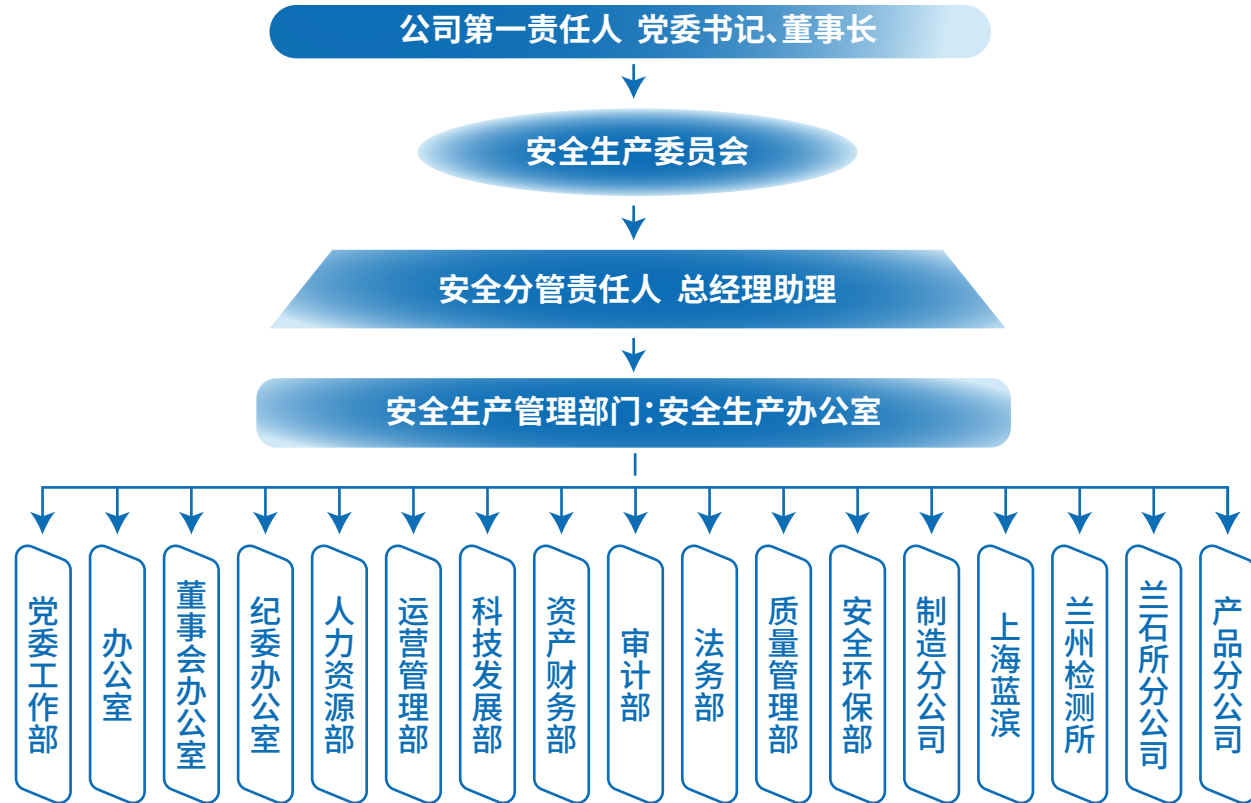 公司第一责任人 党委书记、董事长
安全生产委员会
安全分管责任人 总经理助理
安全生产管理部门：安全生产办公室
党委工作部
办公室
董事会办公室
纪委办公室
人力资源部
运营管理部
科技发展部
资产财务部
审计部
法务部
质量管理部
安全环保部
制造分公司
上海蓝滨
兰州检测所
兰石所分公司
产品分公司